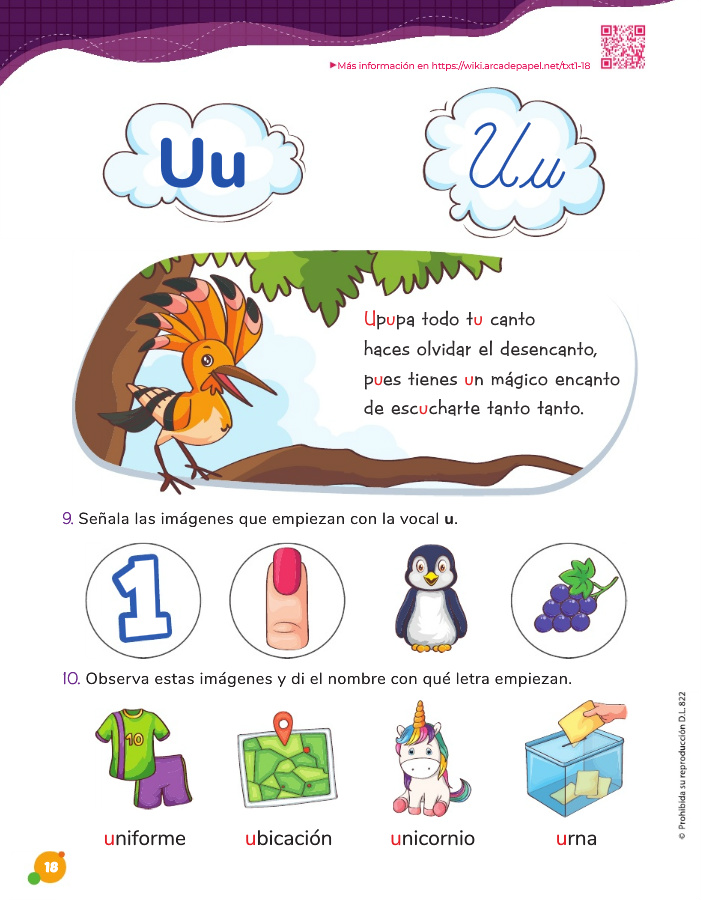 ▶Más información en https://wiki.arcadepapel.net/txt1-18
Uu
Uu
Upupa todo tu canto
haces olvidar el desencanto,
pues tienes un mágico encanto
de escucharte tanto tanto.
9. Señala las imágenes que empiezan con la vocal u.
1
10. Observa estas imágenes y di el nombre con qué letra empiezan.
10
uniforme
ubicación
unicornio
urna
© Prohibida su reproducción D.L. 822
18